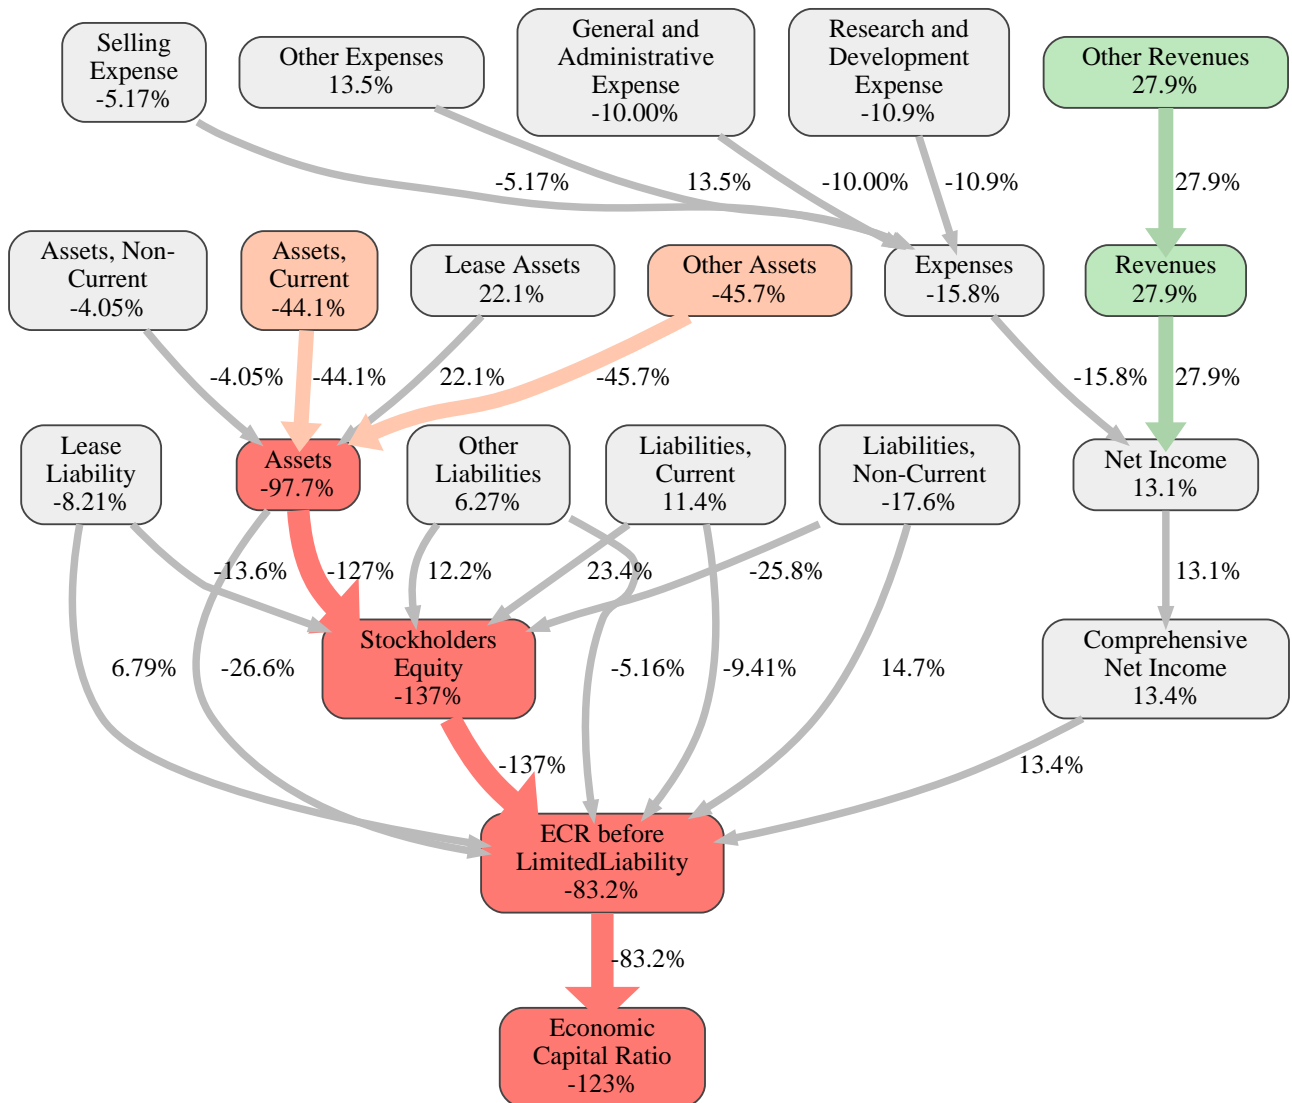 Selling
Expense
-5.17%
Other Expenses
13.5%
General and
Administrative
Expense
-10.00%
Research and
Development
Expense
-10.9%
Other Revenues
27.9%
-5.17%
13.5%
-10.00%
-10.9%
27.9%
Assets, Non-
Current
-4.05%
Assets,
Current
-44.1%
Lease Assets
22.1%
Other Assets
-45.7%
Expenses
-15.8%
Revenues
27.9%
-4.05%
-44.1%
22.1%
-45.7%
-15.8%
27.9%
Lease
Liability
-8.21%
Assets
-97.7%
Other
Liabilities
6.27%
Liabilities,
Current
11.4%
Liabilities,
Non-Current
-17.6%
Net Income
13.1%
-13.6%
-127%
12.2%
23.4%
-25.8%
13.1%
Stockholders
Equity
-137%
Comprehensive
Net Income
13.4%
6.79%
-26.6%
-5.16%
-9.41%
14.7%
-137%
13.4%
ECR before
LimitedLiability
-83.2%
-83.2%
Economic
Capital Ratio
-123%